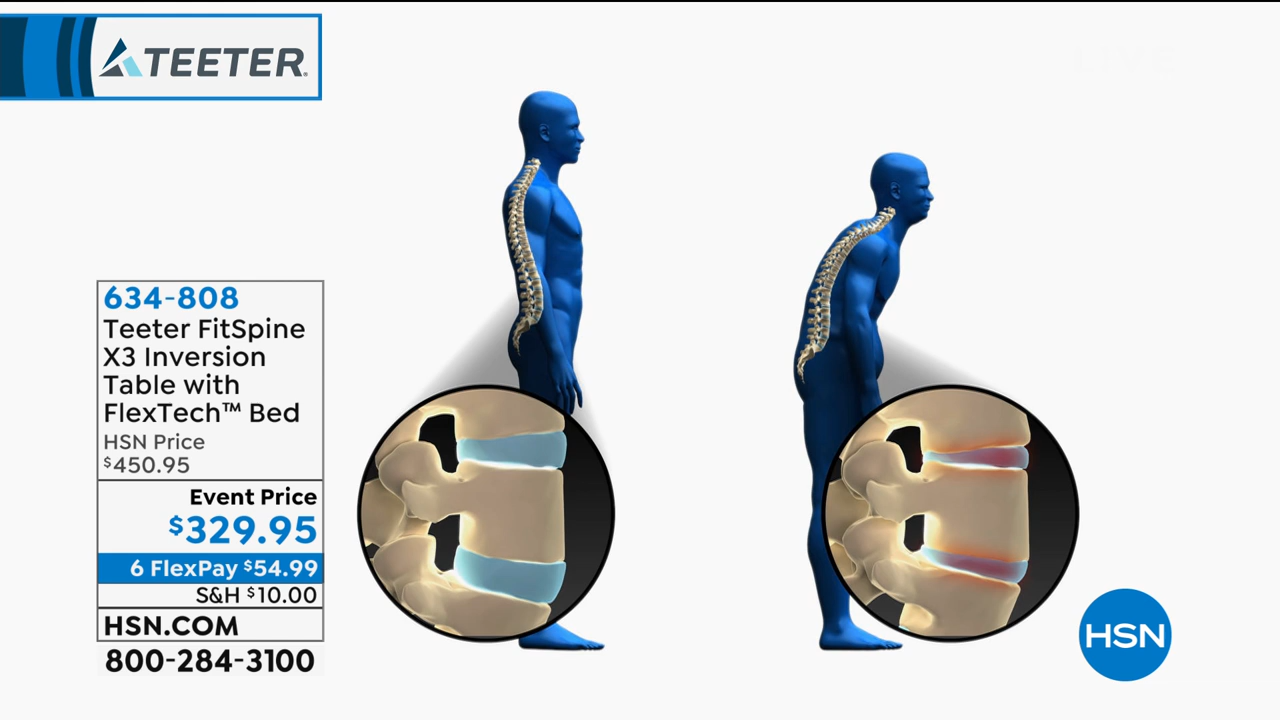 TEETER
LIVE
634-808
Teeter FitSpine
X3 Inversion
Table with
FlexTech™ Bed
HSN Price
$450.95
Event Price
$329.95
6 FlexPay $54.99
S&H $10.00
HSN.COM
800-284-3100
HSN